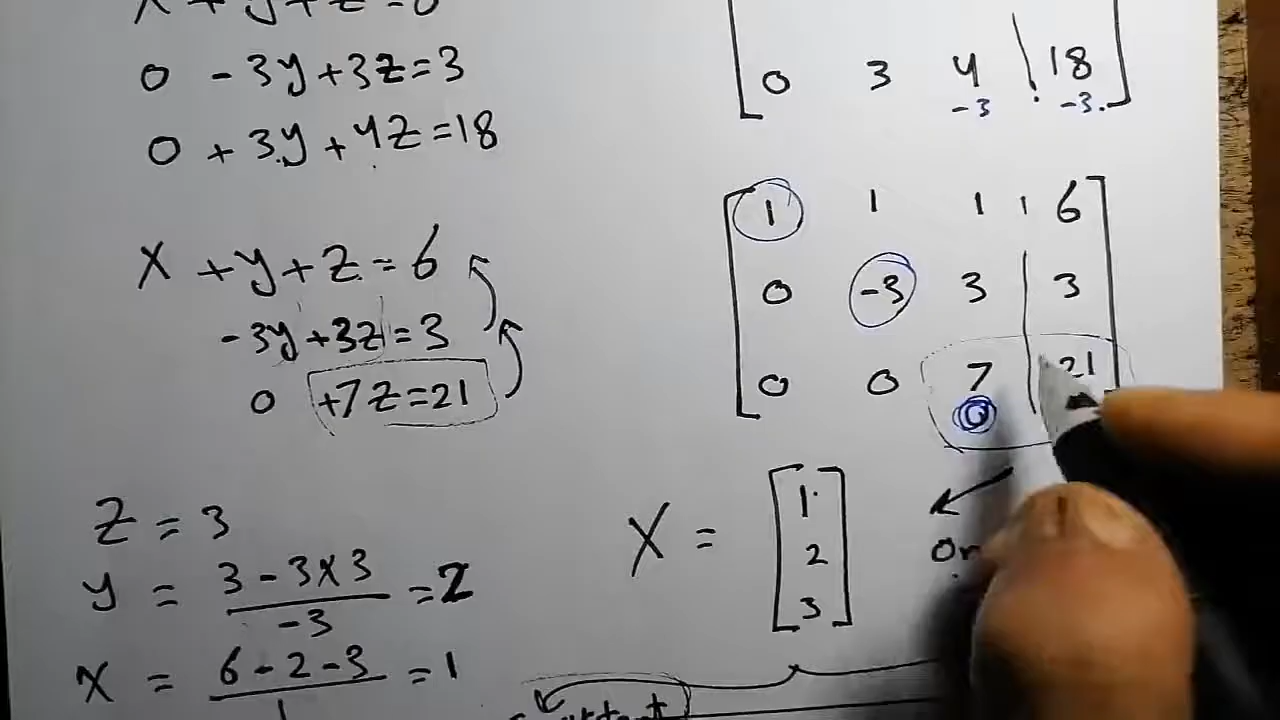 0 - 3y + 3z = 3
0 + 3y + 4z = 18
x + y + z = 6
-3y + 3z = 3
0 +7z = 21
z = 3
y = 3 - 3x3 / -3 = 2
x = 6 - 2 - 3 / 1 = 1
0 3 4 18
-3 -3
1 1 1 6
0 -3 3 3
0 0 7 21
0
X = 1
2
3